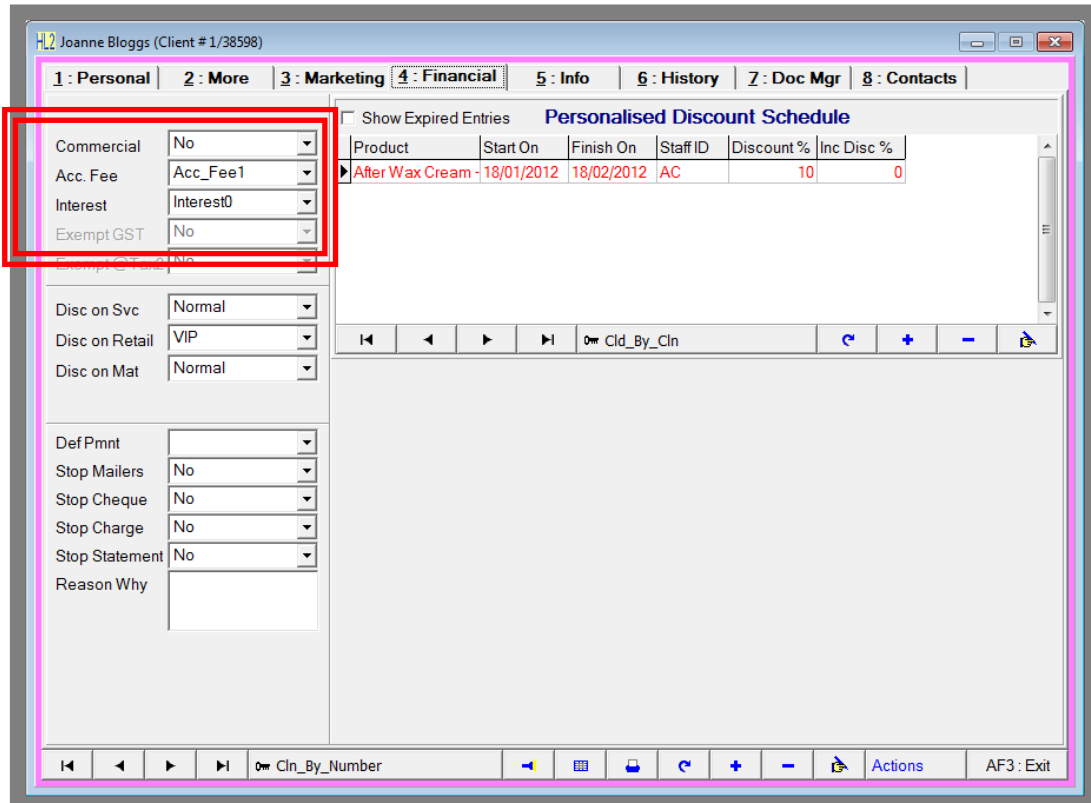 HL2 Joanne Bloggs (Client # 1/38598)
1 : Personal 2 : More 3 : Marketing 4 : Financial 5 : Info 6 : History 7 : Doc Mgr 8 : Contacts
Show Expired Entries Personalised Discount Schedule
Commercial No
Acc. Fee Acc_Fee1
Interest Interest0
Exempt GST No
Exempt @Tax2 No
Product Start On Finish On Staff ID Discount % Inc Disc %
After Wax Cream - 18/01/2012 18/02/2012 AC 10 0
Disc on Svc Normal
Disc on Retail VIP
Disc on Mat Normal
Cld_By_Cln
Def Pmnt
Stop Mailers No
Stop Cheque No
Stop Charge No
Stop Statement No
Reason Why
Cln_By_Number Actions AF3 : Exit